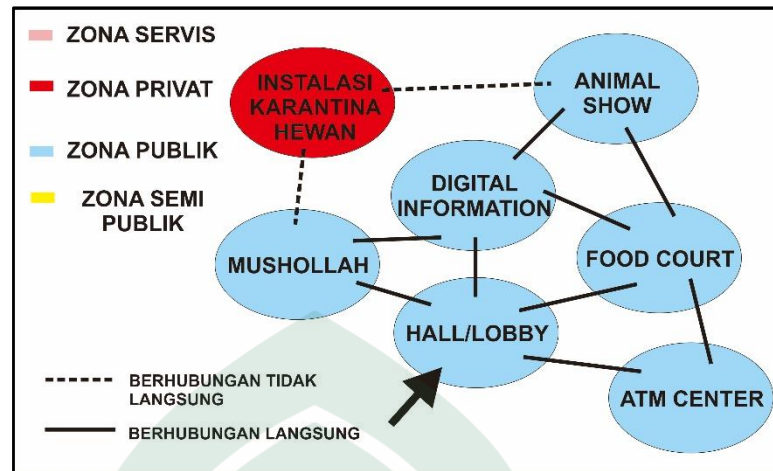 ZONA SERVIS
ZONA PRIVAT
ZONA PUBLIK
ZONA SEMI
PUBLIK
INSTALASI
KARANTINA
HEWAN
ANIMAL
SHOW
DIGITAL
INFORMATION
MUSHOLLAH
FOOD COURT
HALL/LOBBY
ATM CENTER
BERHUBUNGAN TIDAK
LANGSUNG
BERHUBUNGAN LANGSUNG